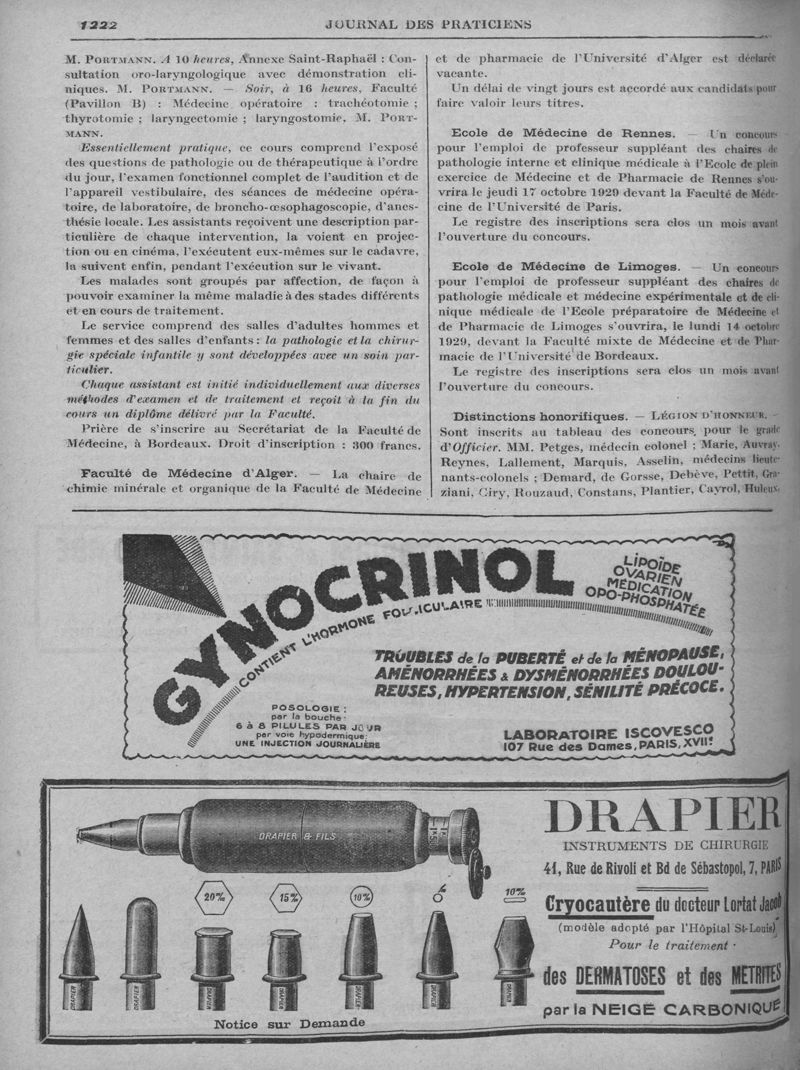 1222
JOURNAL DES PRATICIENS
M. PORTMANN. A 10 heures, Annexe Saint-Raphaël : Con-
sultation oro-laryngologique avec démonstration cli-
niques. M. PORTMANN. — Soir, à 16 heures, Faculté
(Pavillon B) : Médecine opératoire : trachéotomie ;
thyrotomie ; laryngectomie ; laryngostomie. M. PORT-
MANN.
Essentiellement pratique, ce cours comprend l'exposé
des questions de pathologie ou de thérapeutique à l'ordre
du jour, l'examen fonctionnel complet de l'audition et de
l'appareil vestibulaire, des séances de médecine opéra-
toire, de laboratoire, de broncho-œsophagoscopie, d'anes-
thésie locale. Les assistants reçoivent une description par-
ticulière de chaque intervention, la voient en projec-
tion ou en cinéma, l'exécutent eux-mêmes sur le cadavre,
la suivent enfin, pendant l'exécution sur le vivant.
Les malades sont groupés par affection, de façon à
pouvoir examiner la même maladie à des stades différents
et en cours de traitement.
Le service comprend des salles d'adultes hommes et
femmes et des salles d'enfants : la pathologie et la chirur-
gie spéciale infantile y sont développées avec un soin par-
ticulier.
Chaque assistant est initié individuellement aux diverses
méthodes d'examen et de traitement et reçoit à la fin du
cours un diplôme délivré par la Faculté.
Prière de s'inscrire au Secrétariat de la Faculté de
Médecine, à Bordeaux. Droit d'inscription : 300 francs.
Faculté de Médecine d'Alger. — La chaire de
chimie minérale et organique de la Faculté de Médecine
et de pharmacie de l'Université d'Alger est déclarée
vacante.
Un délai de vingt jours est accordé aux candidats pour
faire valoir leurs titres.
Ecole de Médecine de Rennes. — Un concours
pour l'emploi de professeur suppléant des chaires de
pathologie interne et clinique médicale à l'Ecole de plein
exercice de Médecine et de Pharmacie de Rennes s'ou-
vrira le jeudi 17 octobre 1929 devant la Faculté de Méde-
cine de l'Université de Paris.
Le registre des inscriptions sera clos un mois avant
l'ouverture du concours.
Ecole de Médecine de Limoges. — Un concours
pour l'emploi de professeur suppléant des chaires de
pathologie médicale et médecine expérimentale et de cli-
nique médicale de l'Ecole préparatoire de Médecine et
de Pharmacie de Limoges s'ouvrira, le lundi 14 octobre
1929, devant la Faculté mixte de Médecine et de Phar-
macie de l'Université de Bordeaux.
Le registre des inscriptions sera clos un mois avant
l'ouverture du concours.
Distinctions honorifiques. — LÉGION D'HONNEUR. —
Sont inscrits au tableau des concours, pour le grade
d'Officier. MM. Petges, médecin colonel ; Marie, Auvray,
Reynes, Lallement, Marquis, Asselin, médecins lieute-
nants-colonels ; Demard, de Gorsse, Debève, Pettit, Gra-
ziani, Ciry, Rouzaud, Constans, Plantier, Cayrol, Huleux,
GYNOCRINOL
LIPOÏDE
OVARIEN
MÉDICATION
OPO-PHOSPHATÉE
CONTIENT L'HORMONE FOLLICULAIRE
TROUBLES de la PUBERTÉ et de la MÉNOPAUSE,
AMÉNORRHÉES & DYSMÉNORRHÉES DOULOU-
REUSES, HYPERTENSION, SÉNILITÉ PRÉCOCE.
POSOLOGIE :
par la bouche :
6 à 8 PILULES PAR JOUR
par voie hypodermique :
UNE INJECTION JOURNALIÈRE
LABORATOIRE ISCOVESCO
107 Rue des Dames, PARIS, XVIIe
DRAPIER & FILS
20%
15%
10%
10%
DRAPIER
DRAPIER
DRAPIER
DRAPIER
DRAPIER
DRAPIER
DRAPIER
Notice sur Demande
DRAPIER
INSTRUMENTS DE CHIRURGIE
41, Rue de Rivoli et Bd de Sébastopol, 7, PARIS
Cryocautère du docteur Lortat Jacob
(modèle adopté par l'Hôpital St-Louis)
Pour le traitement :
des DERMATOSES et des METRITES
par la NEIGE CARBONIQUE